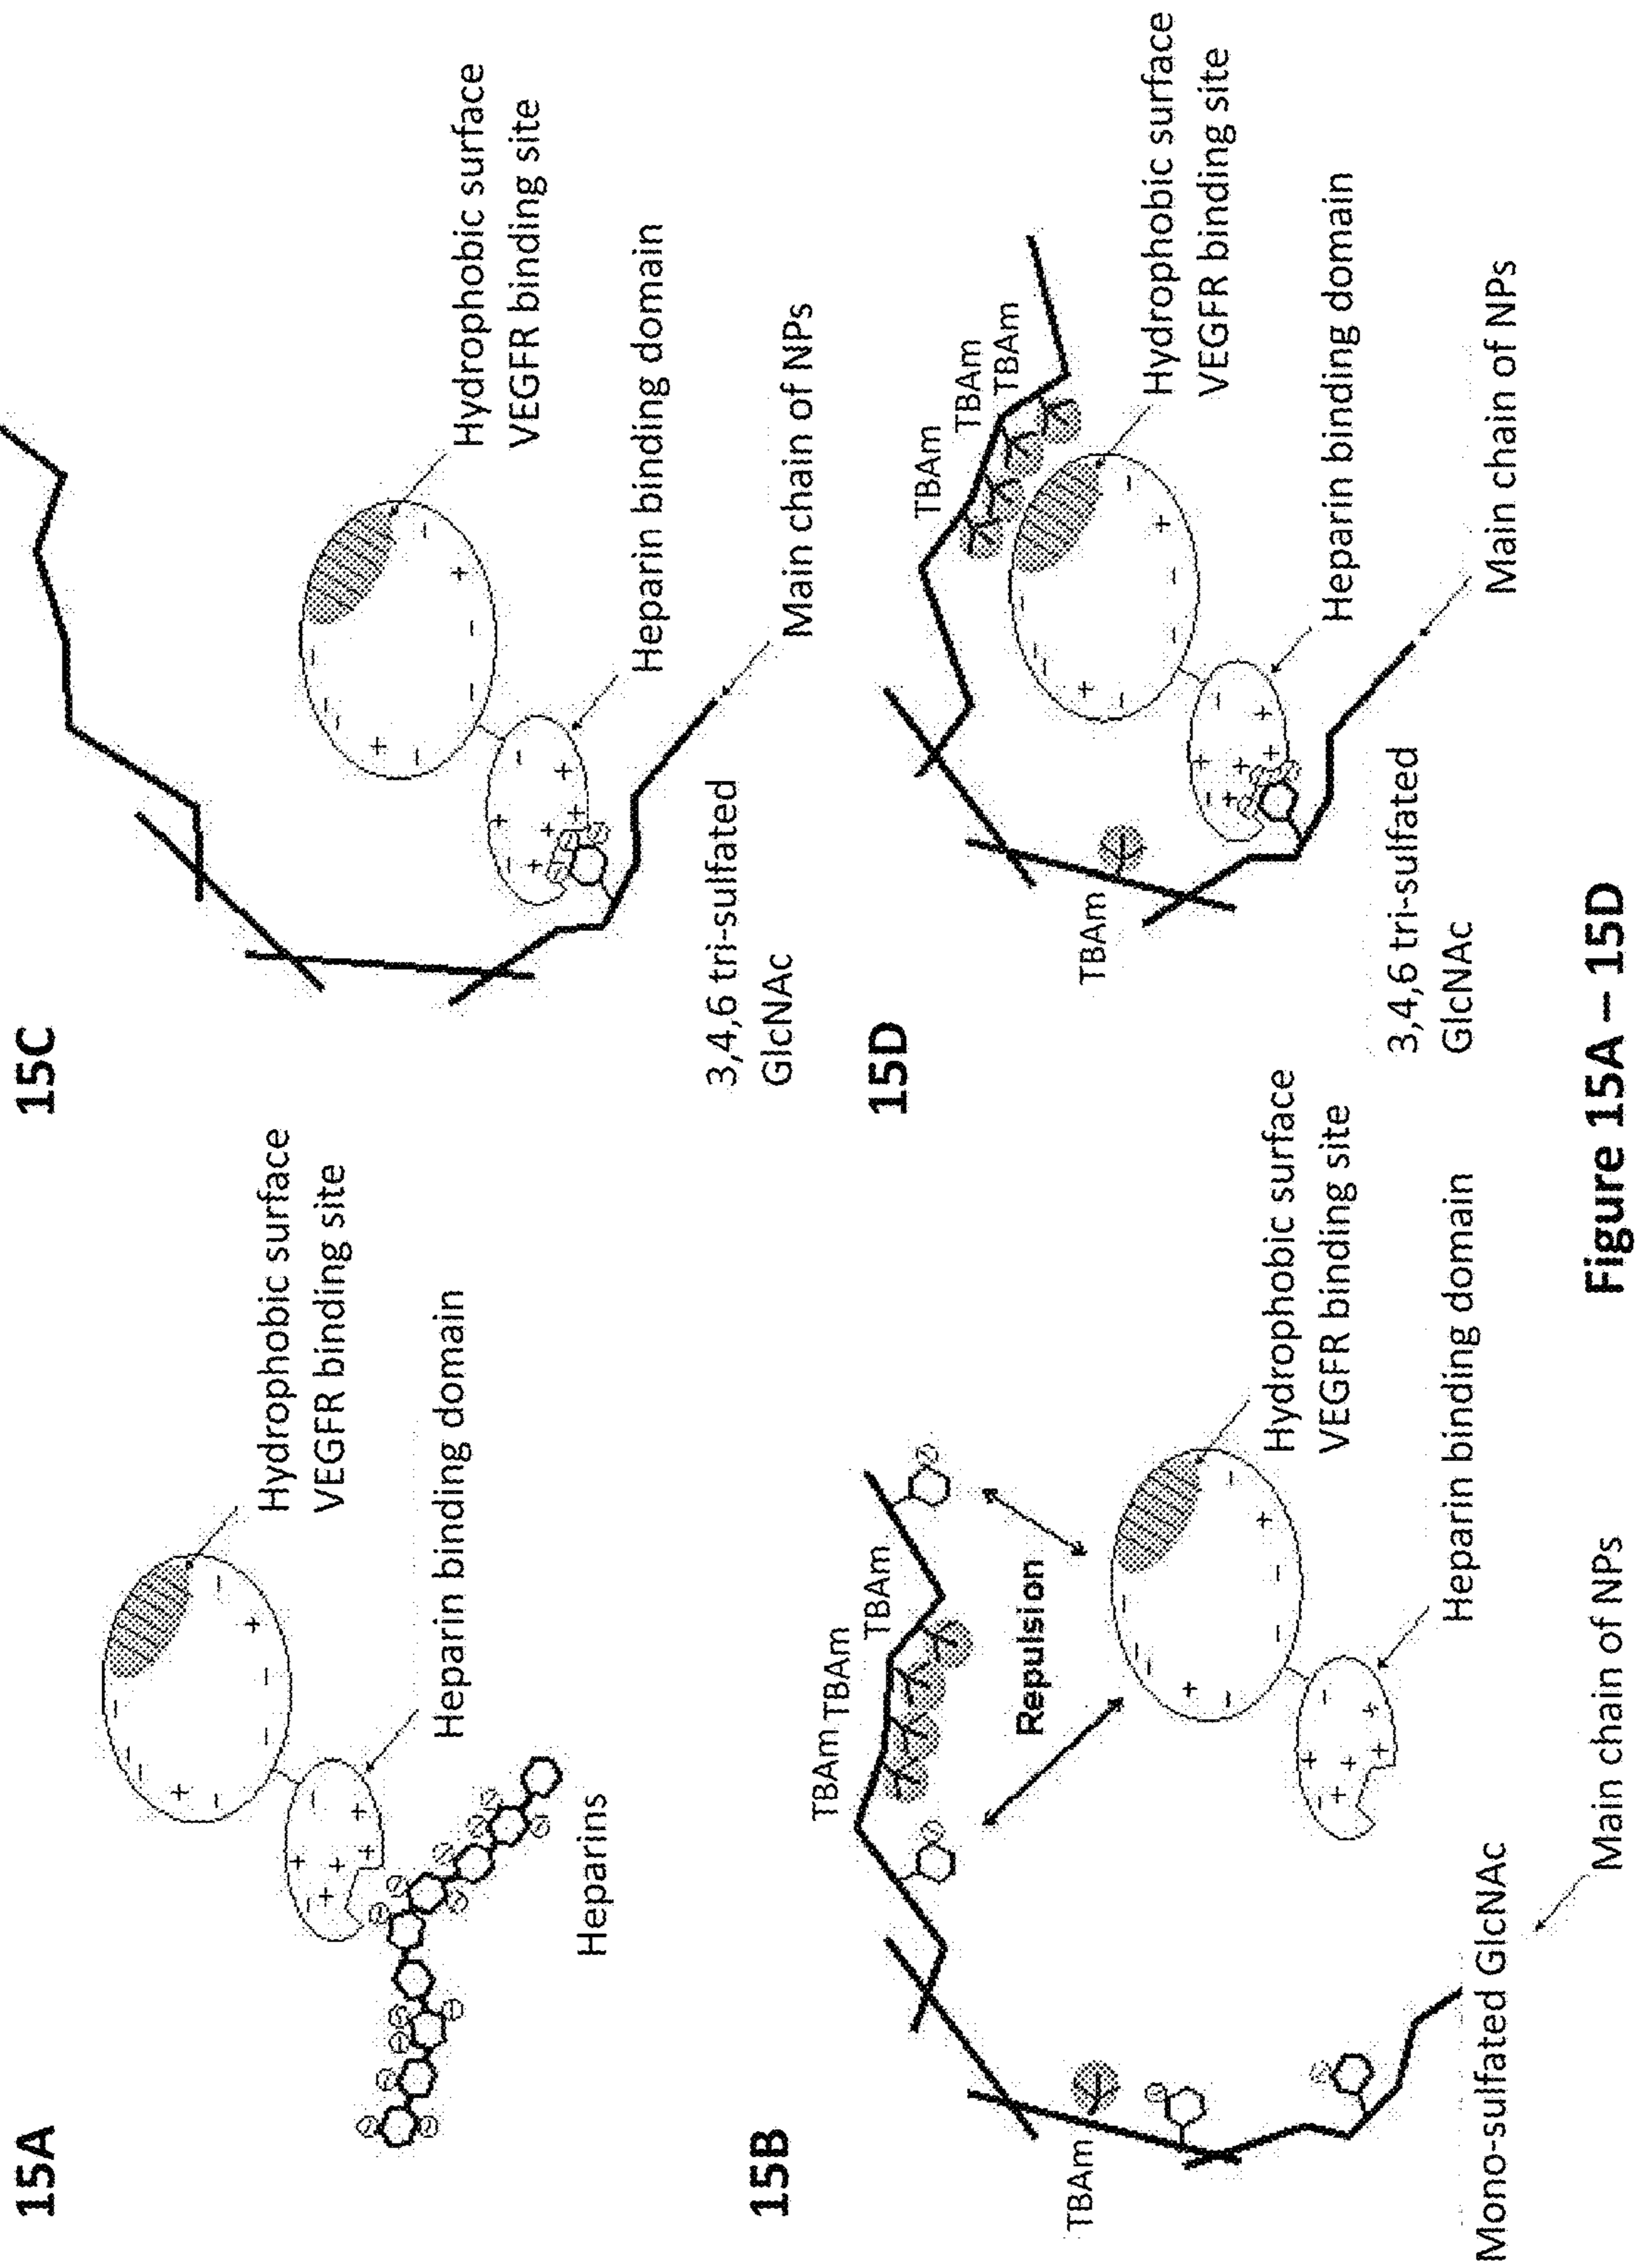 15A
Hydrophobic surface
VEGFR binding site
Heparin binding domain
Heparins
15B
TBAm
TBAm
TBAm
TBAm
Repulsion
Hydrophobic surface
VEGFR binding site
Heparin binding domain
Mono-sulfated GlcNAc
Main chain of NPs
15C
Hydrophobic surface
VEGFR binding site
Heparin binding domain
3,4,6 tri-sulfated
GlcNAc
Main chain of NPs
15D
TBAm
TBAm
TBAm
TBAm
Hydrophobic surface
VEGFR binding site
Heparin binding domain
3,4,6 tri-sulfated
GlcNAc
Main chain of NPs
Figure 15A – 15D